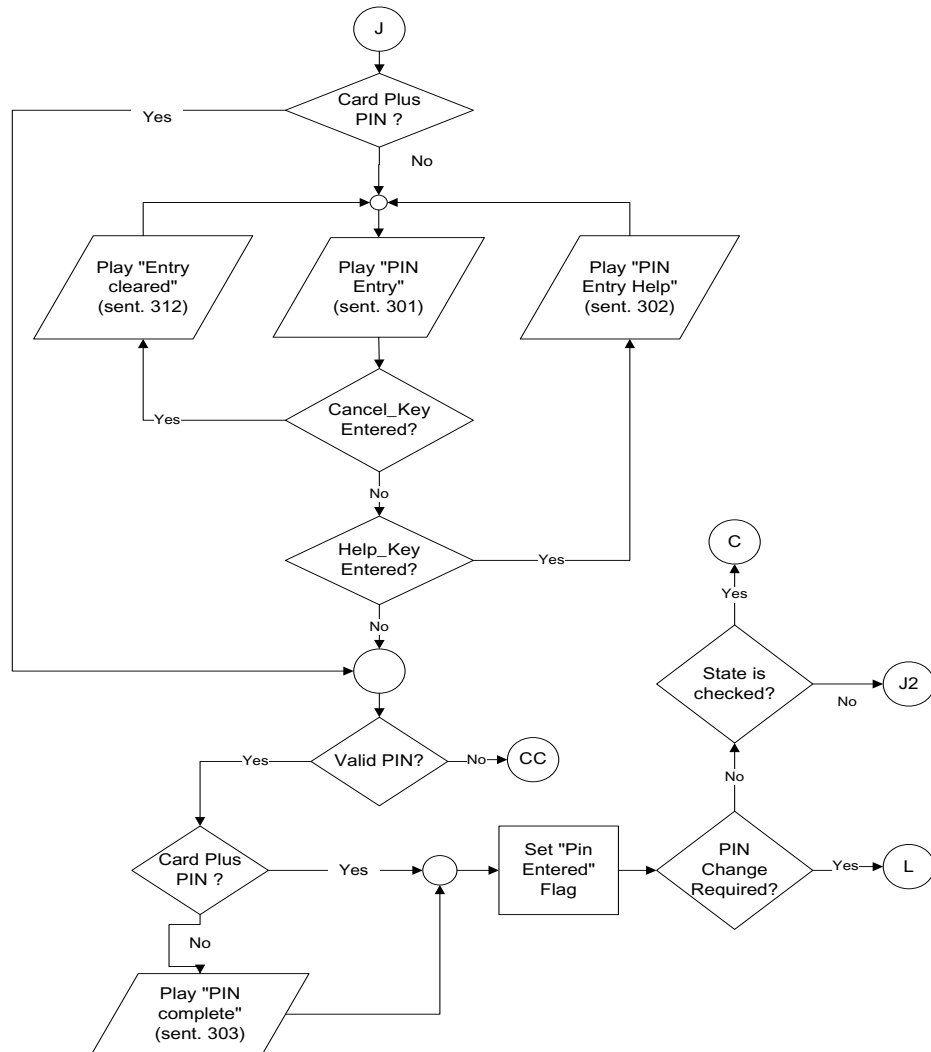 J
Card Plus
PIN ?
Yes
No
Play "Entry
cleared"
(sent. 312)
Play "PIN
Entry"
(sent. 301)
Play "PIN
Entry Help"
(sent. 302)
Cancel_Key
Entered?
Yes
No
Help_Key
Entered?
Yes
No
C
Yes
State is
checked?
No
J2
Valid PIN?
Yes
No
CC
No
Card Plus
PIN ?
Yes
Set "Pin
Entered"
Flag
PIN
Change
Required?
Yes
L
No
Play "PIN
complete"
(sent. 303)